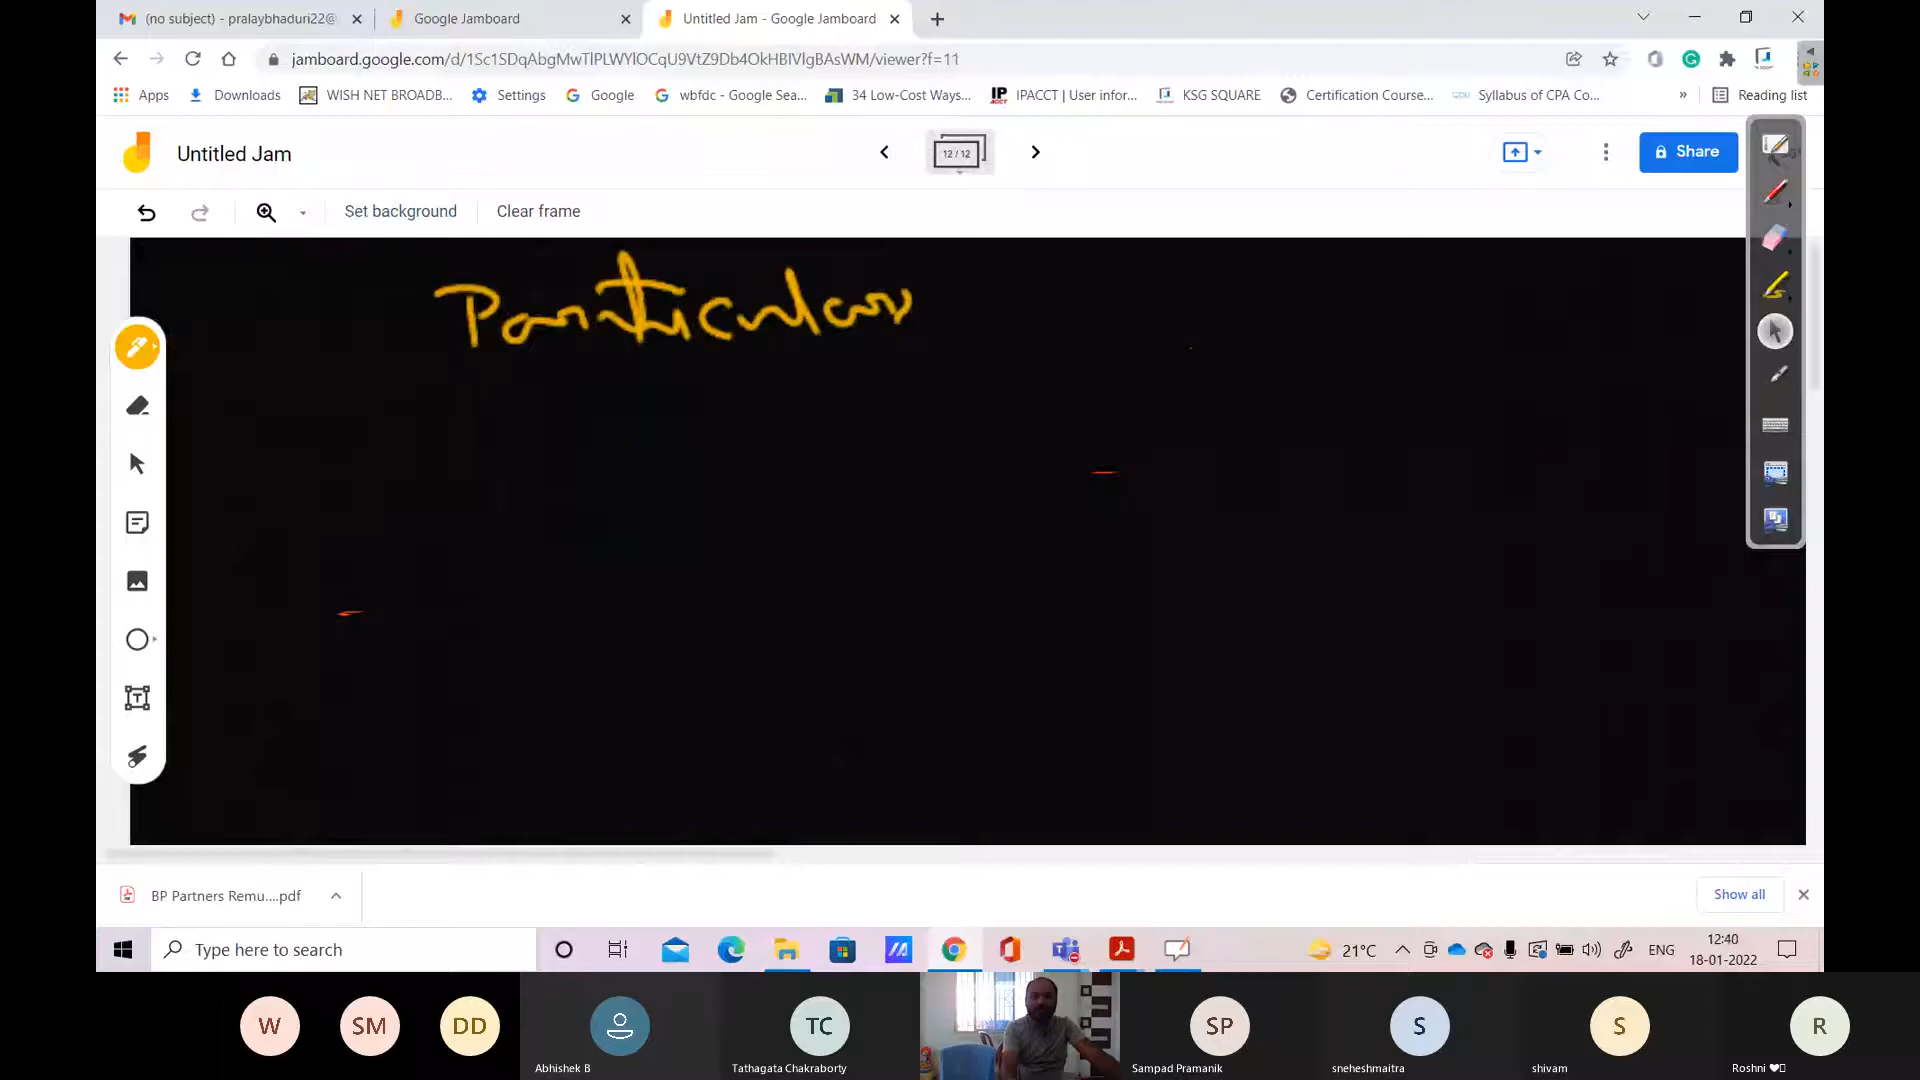 (no subject) - pralaybhaduri22@
Google Jamboard
Untitled Jam - Google Jamboard
jamboard.google.com/d/1Sc1SDqAbgMwTlPLWYlOCqU9VtZ9Db4OkHBIVlgBAsWM/viewer?f=11
Apps
Downloads
WISH NET BROADB...
Settings
Google
wbfdc - Google Sea...
34 Low-Cost Ways...
IPACCT | User infor...
KSG SQUARE
Certification Course...
Syllabus of CPA Co...
»
Reading list
Untitled Jam
12 / 12
Share
Set background
Clear frame
Particulars
BP Partners Remu....pdf
Show all
Type here to search
21°C
ENG
12:40
18-01-2022
W
SM
DD
TC
SP
S
S
R
Abhishek B
Tathagata Chakraborty
Sampad Pramanik
sneheshmaitra
shivam
Roshni ❤